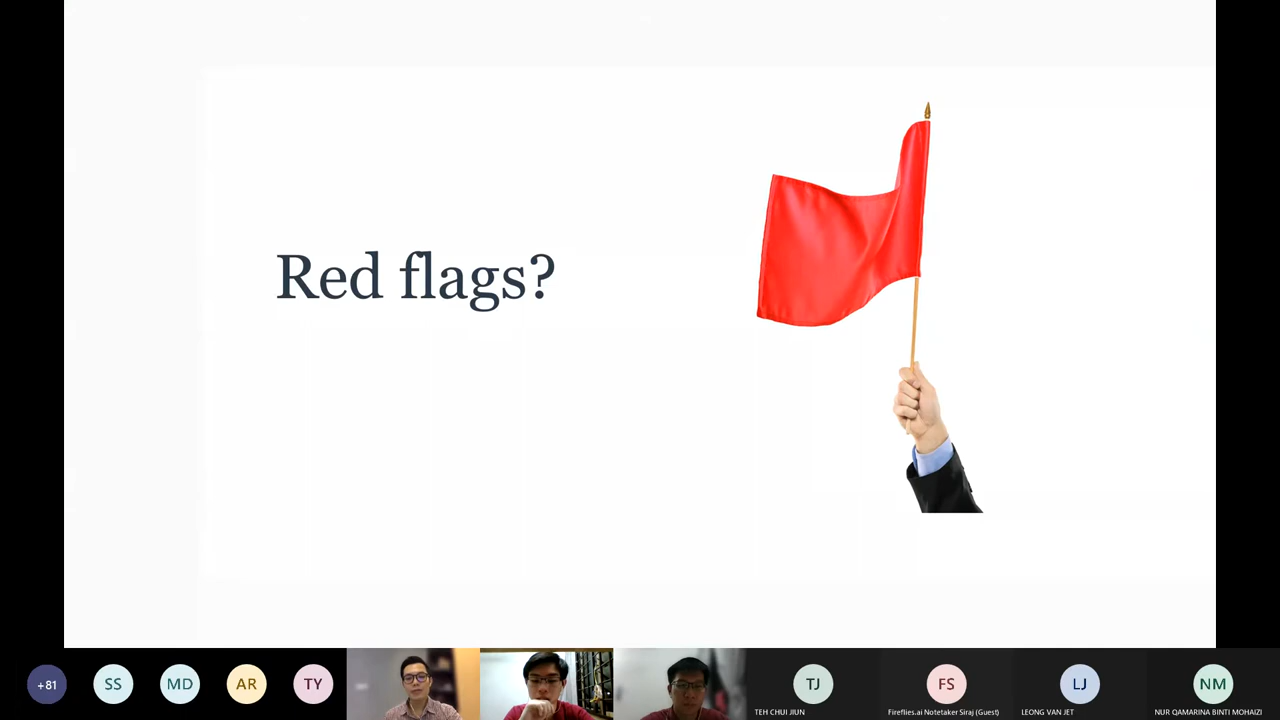 Red flags?
+81
SS
MD
AR
TY
TJ
FS
LJ
NM
TEH CHUI JIUN
Fireflies.ai Notetaker Siraj (Guest)
LEONG VAN JET
NUR QAMARINA BINTI MOHAIZI